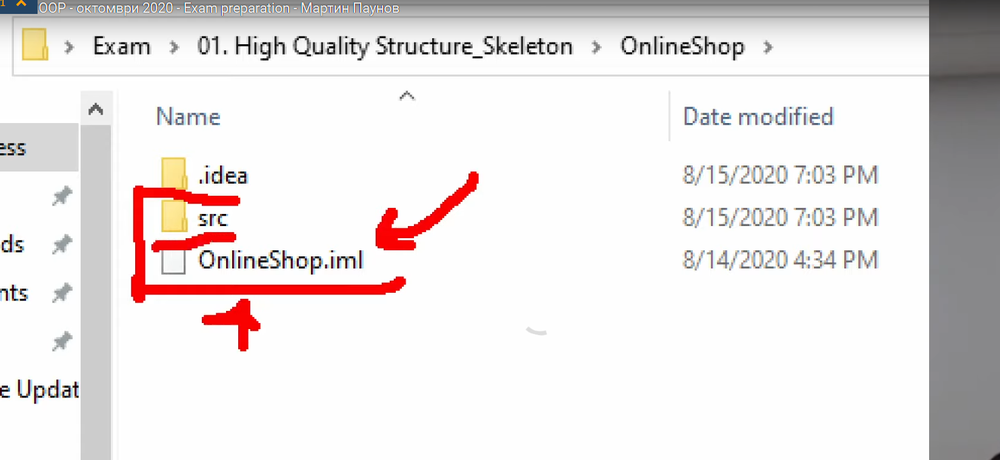 1
OOP - октомври 2020 - Exam preparation - Мартин Паунов
Exam 01. High Quality Structure_Skeleton OnlineShop
Name Date modified
ess
.idea 8/15/2020 7:03 PM
src 8/15/2020 7:03 PM
ds
OnlineShop.iml 8/14/2020 4:34 PM
nts
e Updat